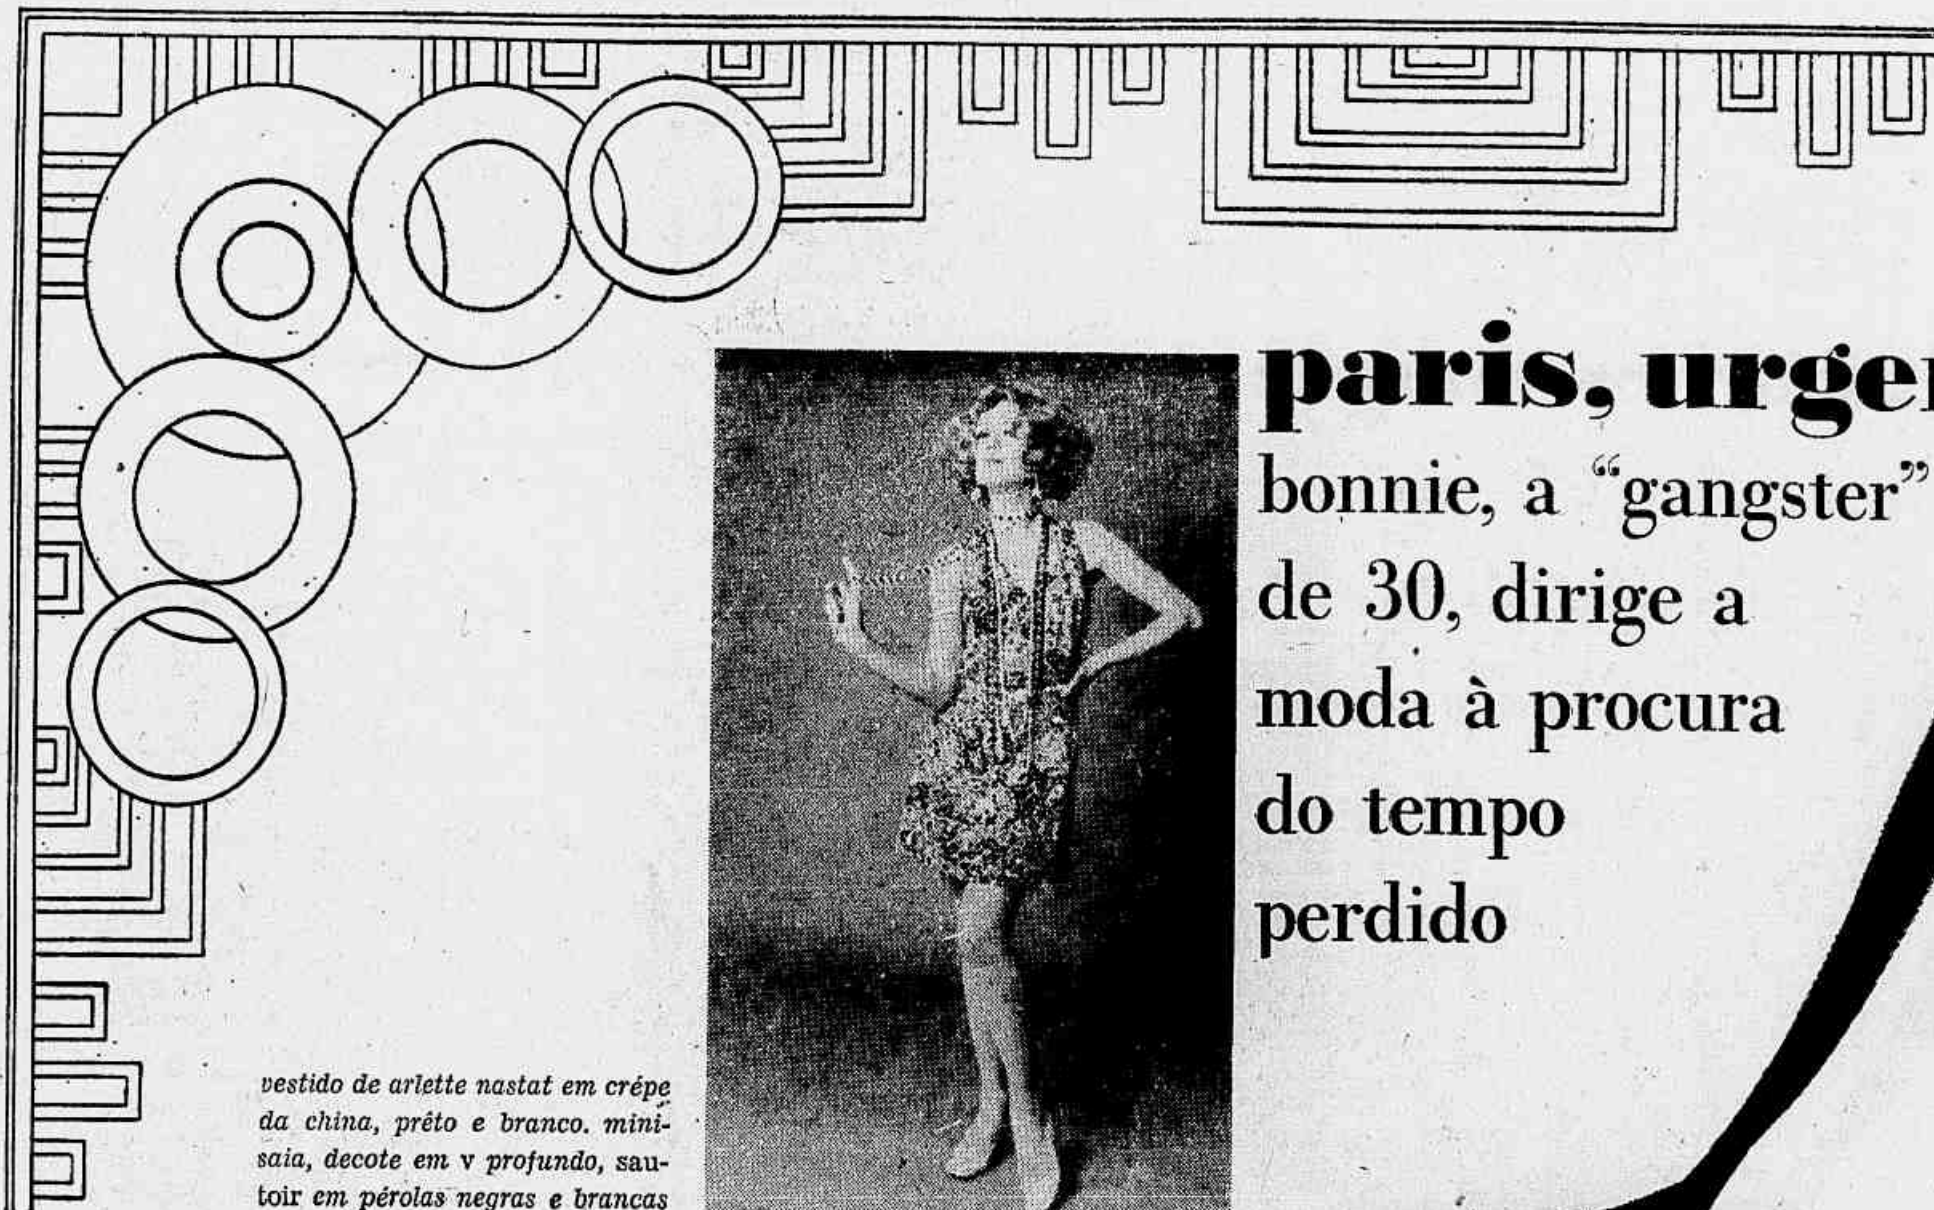 paris, urge
bonnie, a “gangster”
de 30, dirige a
moda à procura
do tempo
perdido
vestido de arlette nastat em crépe
da china, prêto e branco. mini-
saia, decote em v profundo, sau-
toir em pérolas negras e brancas